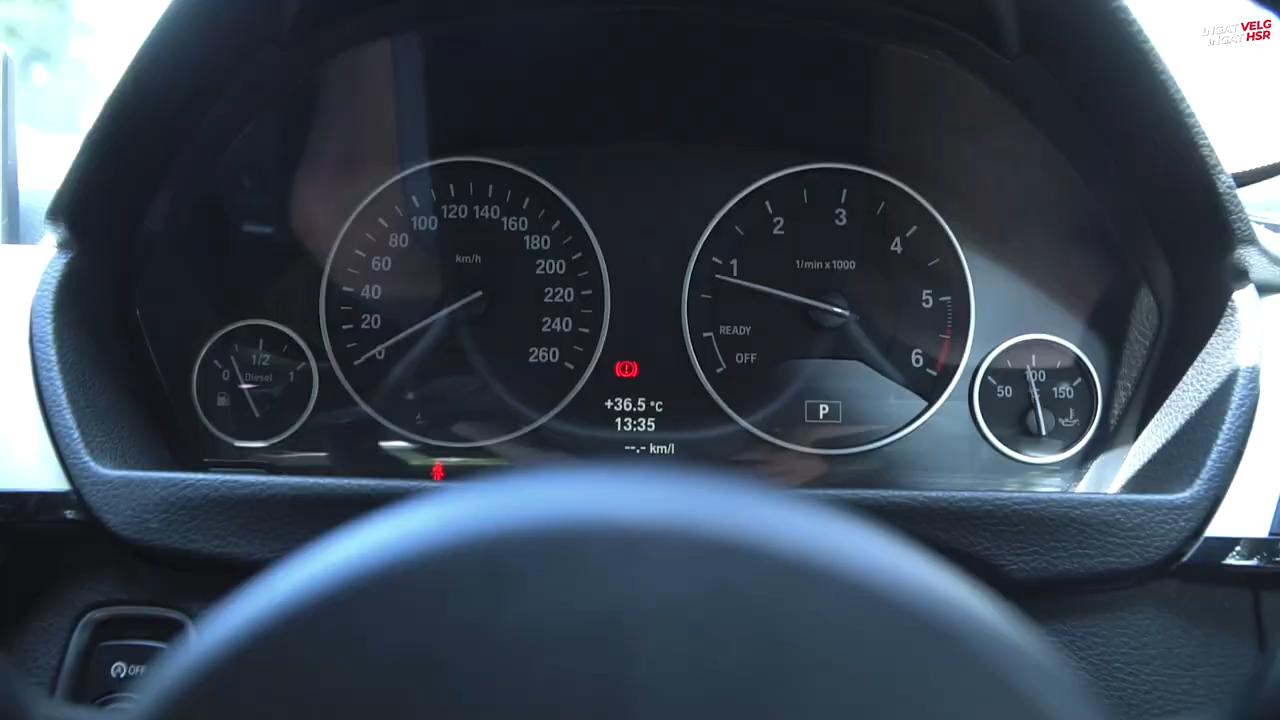 INGAT VELG
INGAT HSR
20
40
60
80
100
120
140
160
180
200
220
240
260
km/h
0
1/2
1
Diesel
+36.5 °C
13:35
--.- km/l
1
2
3
4
5
6
1/min x 1000
READY
OFF
P
50
100
150
°C
OFF